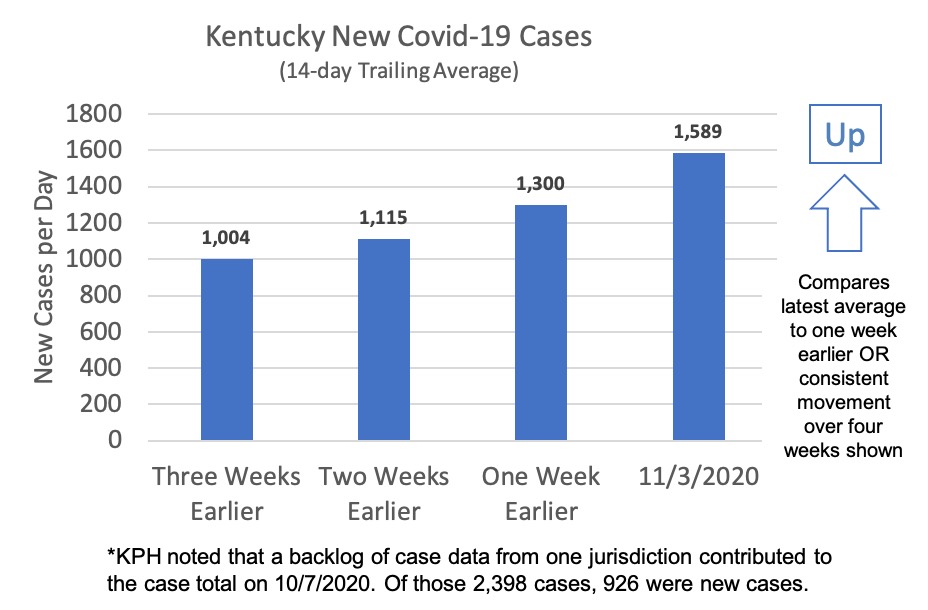 Kentucky New Covid-19 Cases
(14-day Trailing Average)
New Cases per Day
1800
1600
1400
1200
1000
800
600
400
200
0
1,004
1,115
1,300
1,589
Three Weeks
Earlier
Two Weeks
Earlier
One Week
Earlier
11/3/2020
Up
Compares
latest average
to one week
earlier OR
consistent
movement
over four
weeks shown
*KPH noted that a backlog of case data from one jurisdiction contributed to
the case total on 10/7/2020. Of those 2,398 cases, 926 were new cases.